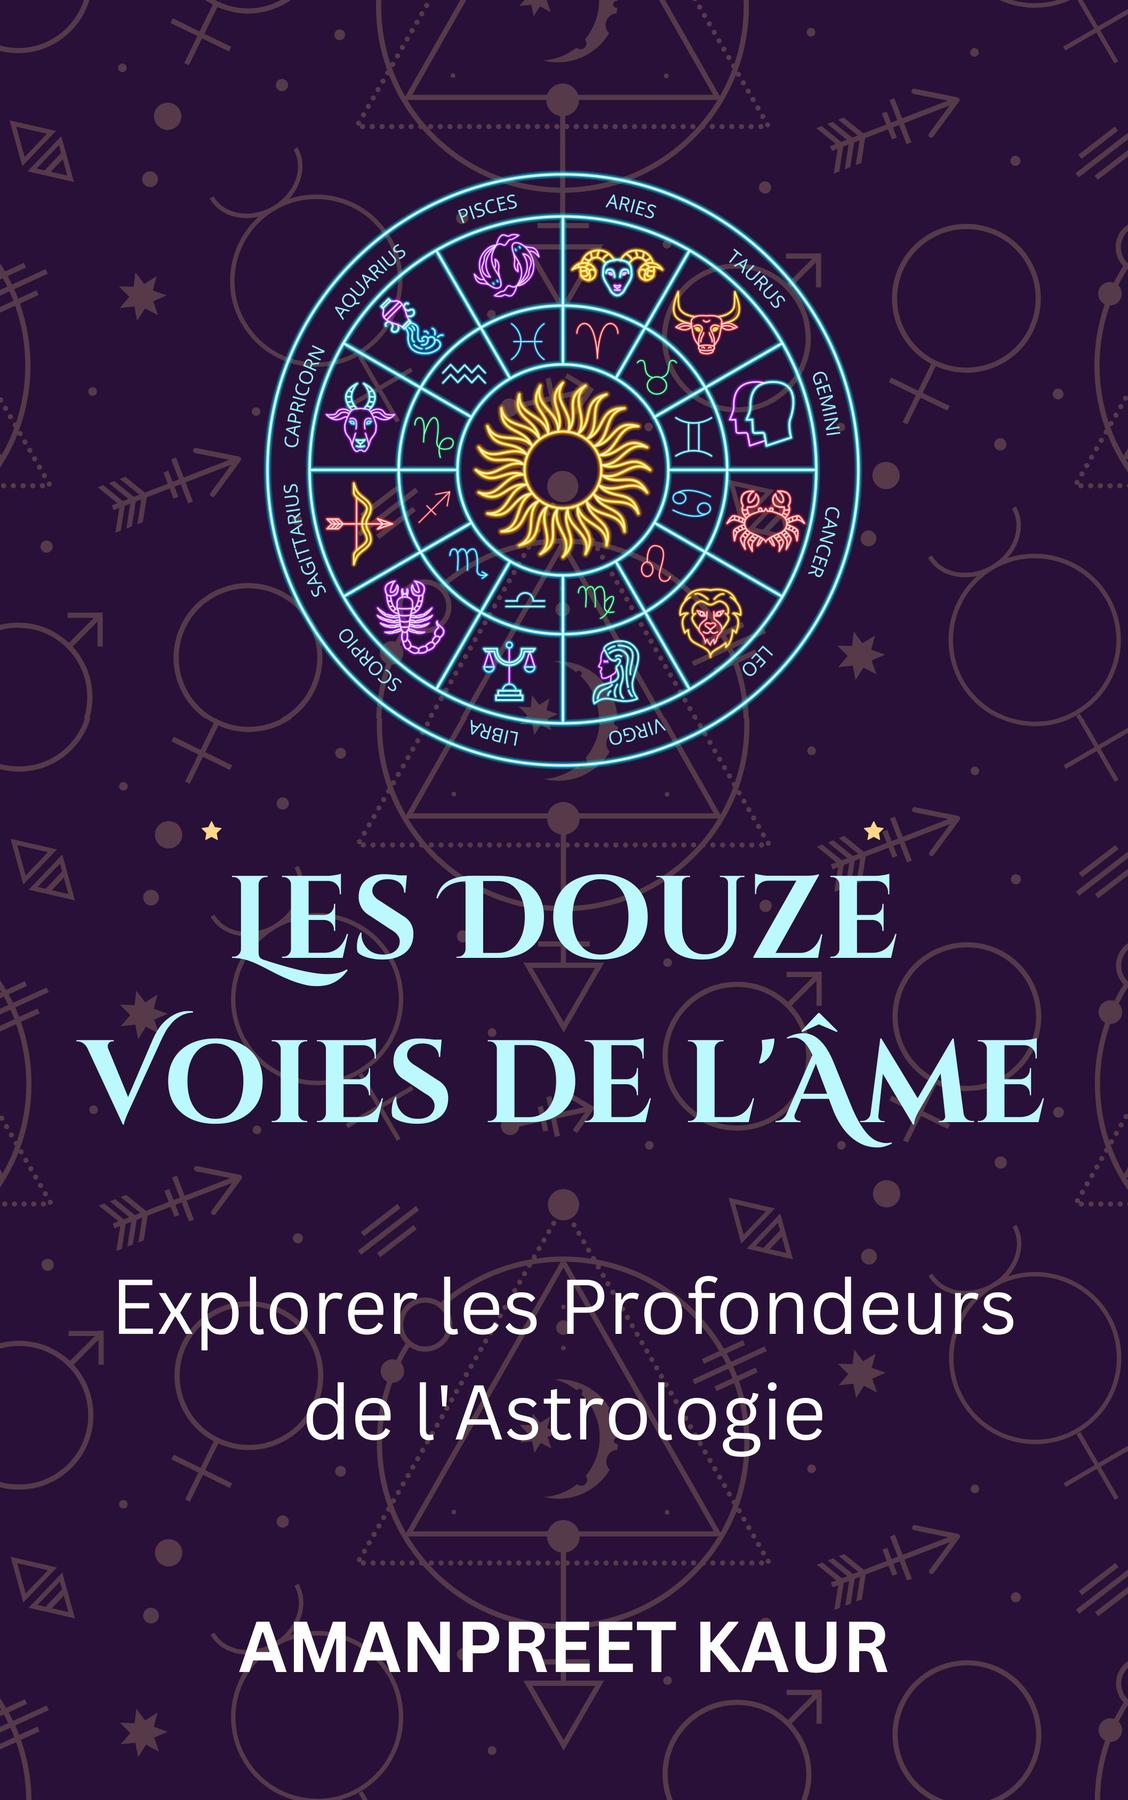 PISCES
ARIES
AQUARIUS
TAURUS
CAPRICORN
GEMINI
SAGITTARIUS
CANCER
SCORPIO
LEO
LIBRA
VIRGO
LES DOUZE
VOIES DE L'ÂME
Explorer les Profondeurs
de l'Astrologie
AMANPREET KAUR